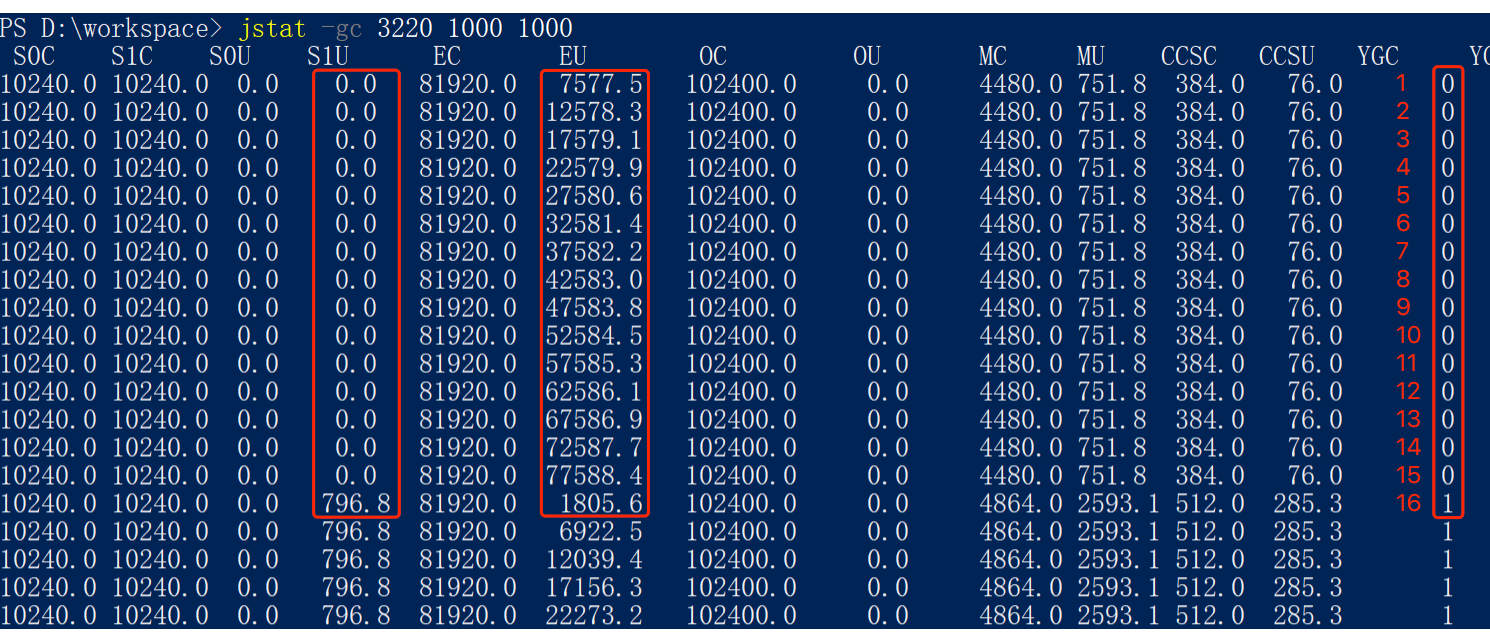 PS D:\workspace> jstat -gc 3220 1000 1000
S0C S1C S0U S1U EC EU OC OU MC MU CCSC CCSU YGC
10240.0 10240.0 0.0 0.0 81920.0 7577.5 102400.0 0.0 4480.0 751.8 384.0 76.0 1 0
10240.0 10240.0 0.0 0.0 81920.0 12578.3 102400.0 0.0 4480.0 751.8 384.0 76.0 2 0
10240.0 10240.0 0.0 0.0 81920.0 17579.1 102400.0 0.0 4480.0 751.8 384.0 76.0 3 0
10240.0 10240.0 0.0 0.0 81920.0 22579.9 102400.0 0.0 4480.0 751.8 384.0 76.0 4 0
10240.0 10240.0 0.0 0.0 81920.0 27580.6 102400.0 0.0 4480.0 751.8 384.0 76.0 5 0
10240.0 10240.0 0.0 0.0 81920.0 32581.4 102400.0 0.0 4480.0 751.8 384.0 76.0 6 0
10240.0 10240.0 0.0 0.0 81920.0 37582.2 102400.0 0.0 4480.0 751.8 384.0 76.0 7 0
10240.0 10240.0 0.0 0.0 81920.0 42583.0 102400.0 0.0 4480.0 751.8 384.0 76.0 8 0
10240.0 10240.0 0.0 0.0 81920.0 47583.8 102400.0 0.0 4480.0 751.8 384.0 76.0 9 0
10240.0 10240.0 0.0 0.0 81920.0 52584.5 102400.0 0.0 4480.0 751.8 384.0 76.0 10 0
10240.0 10240.0 0.0 0.0 81920.0 57585.3 102400.0 0.0 4480.0 751.8 384.0 76.0 11 0
10240.0 10240.0 0.0 0.0 81920.0 62586.1 102400.0 0.0 4480.0 751.8 384.0 76.0 12 0
10240.0 10240.0 0.0 0.0 81920.0 67586.9 102400.0 0.0 4480.0 751.8 384.0 76.0 13 0
10240.0 10240.0 0.0 0.0 81920.0 72587.7 102400.0 0.0 4480.0 751.8 384.0 76.0 14 0
10240.0 10240.0 0.0 0.0 81920.0 77588.4 102400.0 0.0 4480.0 751.8 384.0 76.0 15 0
10240.0 10240.0 0.0 796.8 81920.0 1805.6 102400.0 0.0 4864.0 2593.1 512.0 285.3 16 1
10240.0 10240.0 0.0 796.8 81920.0 6922.5 102400.0 0.0 4864.0 2593.1 512.0 285.3 1
10240.0 10240.0 0.0 796.8 81920.0 12039.4 102400.0 0.0 4864.0 2593.1 512.0 285.3 1
10240.0 10240.0 0.0 796.8 81920.0 17156.3 102400.0 0.0 4864.0 2593.1 512.0 285.3 1
10240.0 10240.0 0.0 796.8 81920.0 22273.2 102400.0 0.0 4864.0 2593.1 512.0 285.3 1